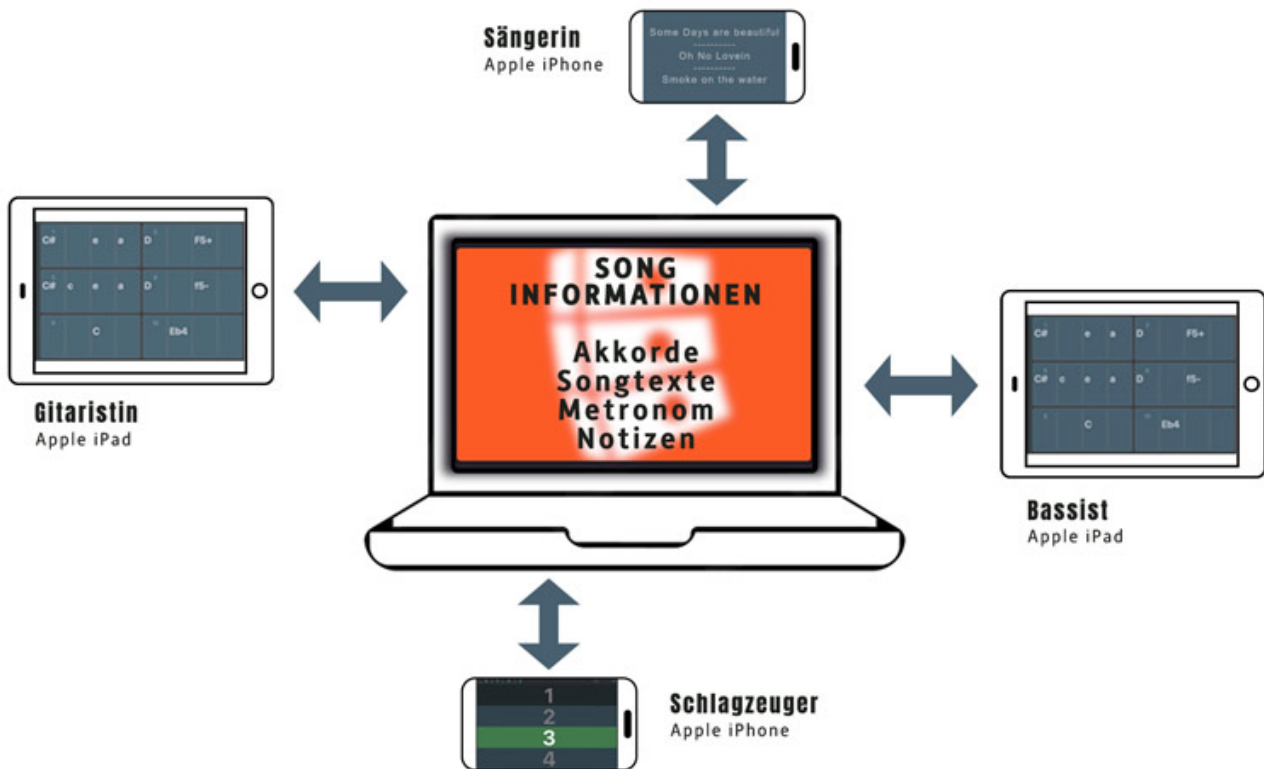 Sängerin
Apple iPhone
Some Days are beautiful
----------
Oh No Lovein
----------
Smoke on the water
C# e a D F5+
C# c e a D f5-
C Eb4
Gitaristin
Apple iPad
SONG
INFORMATIONEN
Akkorde
Songtexte
Metronom
Notizen
C# e a D F5+
C# c e a D f5-
C Eb4
Bassist
Apple iPad
1
2
3
4
Schlagzeuger
Apple iPhone